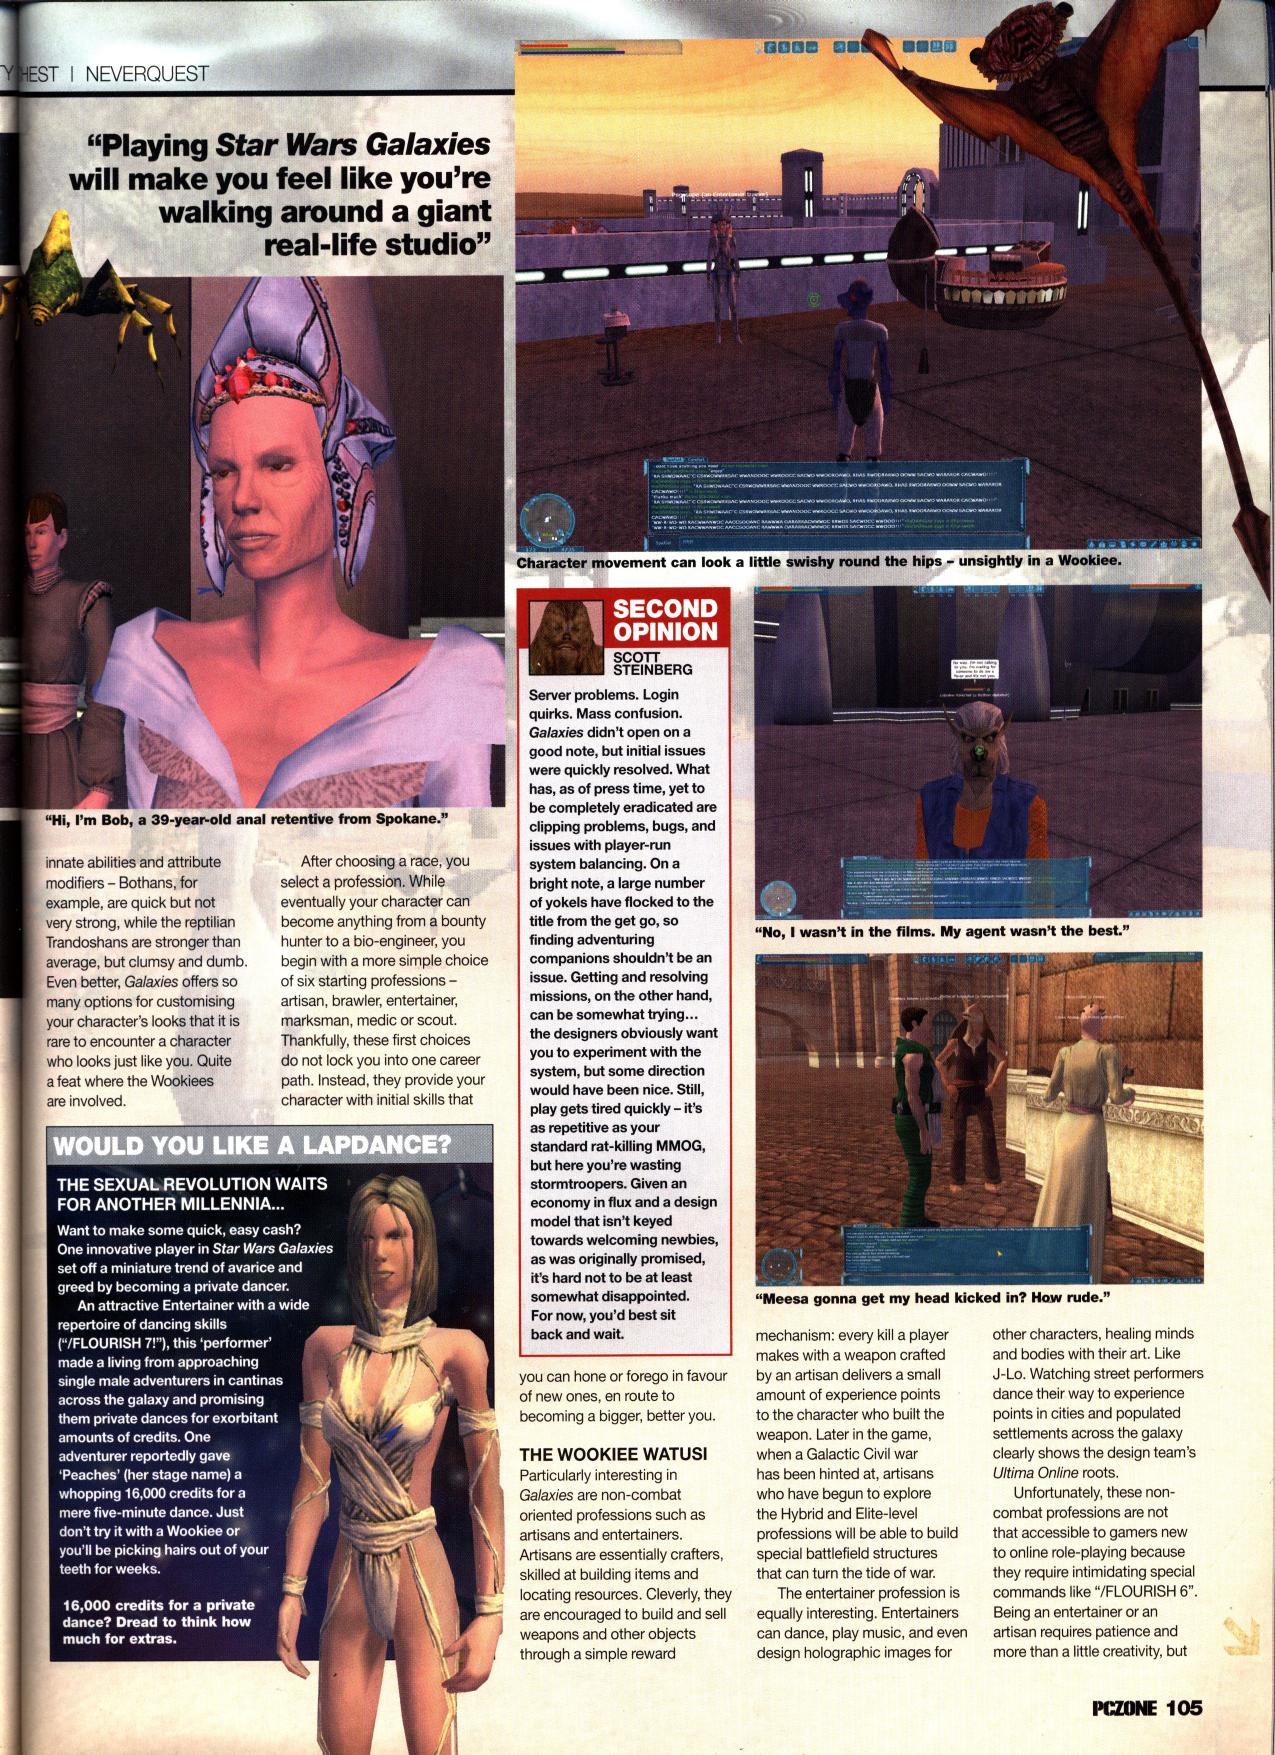 HEST | NEVERQUEST
“Playing Star Wars Galaxies
will make you feel like you’re
walking around a giant
real-life studio”
“Hi, I’m Bob, a 39-year-old anal retentive from Spokane.”
innate abilities and attribute
modifiers – Bothans, for
example, are quick but not
very strong, while the reptilian
Trandoshans are stronger than
average, but clumsy and dumb.
Even better, Galaxies offers so
many options for customising
your character’s looks that it is
rare to encounter a character
who looks just like you. Quite
a feat where the Wookiees
are involved.
After choosing a race, you
select a profession. While
eventually your character can
become anything from a bounty
hunter to a bio-engineer, you
begin with a more simple choice
of six starting professions –
artisan, brawler, entertainer,
marksman, medic or scout.
Thankfully, these first choices
do not lock you into one career
path. Instead, they provide your
character with initial skills that
WOULD YOU LIKE A LAPDANCE?
THE SEXUAL REVOLUTION WAITS
FOR ANOTHER MILLENNIA...
Want to make some quick, easy cash?
One innovative player in Star Wars Galaxies
set off a miniature trend of avarice and
greed by becoming a private dancer.
An attractive Entertainer with a wide
repertoire of dancing skills
(“/FLOURISH 7!”), this ‘performer’
made a living from approaching
single male adventurers in cantinas
across the galaxy and promising
them private dances for exorbitant
amounts of credits. One
adventurer reportedly gave
‘Peaches’ (her stage name) a
whopping 16,000 credits for a
mere five-minute dance. Just
don’t try it with a Wookiee or
you’ll be picking hairs out of your
teeth for weeks.
16,000 credits for a private
dance? Dread to think how
much for extras.
Character movement can look a little swishy round the hips – unsightly in a Wookiee.
SECOND
OPINION
SCOTT
STEINBERG
Server problems. Login
quirks. Mass confusion.
Galaxies didn’t open on a
good note, but initial issues
were quickly resolved. What
has, as of press time, yet to
be completely eradicated are
clipping problems, bugs, and
issues with player-run
system balancing. On a
bright note, a large number
of yokels have flocked to the
title from the get go, so
finding adventuring
companions shouldn’t be an
issue. Getting and resolving
missions, on the other hand,
can be somewhat trying...
the designers obviously want
you to experiment with the
system, but some direction
would have been nice. Still,
play gets tired quickly – it’s
as repetitive as your
standard rat-killing MMOG,
but here you’re wasting
stormtroopers. Given an
economy in flux and a design
model that isn’t keyed
towards welcoming newbies,
as was originally promised,
it’s hard not to be at least
somewhat disappointed.
For now, you’d best sit
back and wait.
“No, I wasn’t in the films. My agent wasn’t the best.”
“Meesa gonna get my head kicked in? How rude.”
you can hone or forego in favour
of new ones, en route to
becoming a bigger, better you.
THE WOOKIEE WATUSI
Particularly interesting in
Galaxies are non-combat
oriented professions such as
artisans and entertainers.
Artisans are essentially crafters,
skilled at building items and
locating resources. Cleverly, they
are encouraged to build and sell
weapons and other objects
through a simple reward
mechanism: every kill a player
makes with a weapon crafted
by an artisan delivers a small
amount of experience points
to the character who built the
weapon. Later in the game,
when a Galactic Civil war
has been hinted at, artisans
who have begun to explore
the Hybrid and Elite-level
professions will be able to build
special battlefield structures
that can turn the tide of war.
The entertainer profession is
equally interesting. Entertainers
can dance, play music, and even
design holographic images for
other characters, healing minds
and bodies with their art. Like
J-Lo. Watching street performers
dance their way to experience
points in cities and populated
settlements across the galaxy
clearly shows the design team’s
Ultima Online roots.
Unfortunately, these non-
combat professions are not
that accessible to gamers new
to online role-playing because
they require intimidating special
commands like “/FLOURISH 6”.
Being an entertainer or an
artisan requires patience and
more than a little creativity, but
PCZONE 105